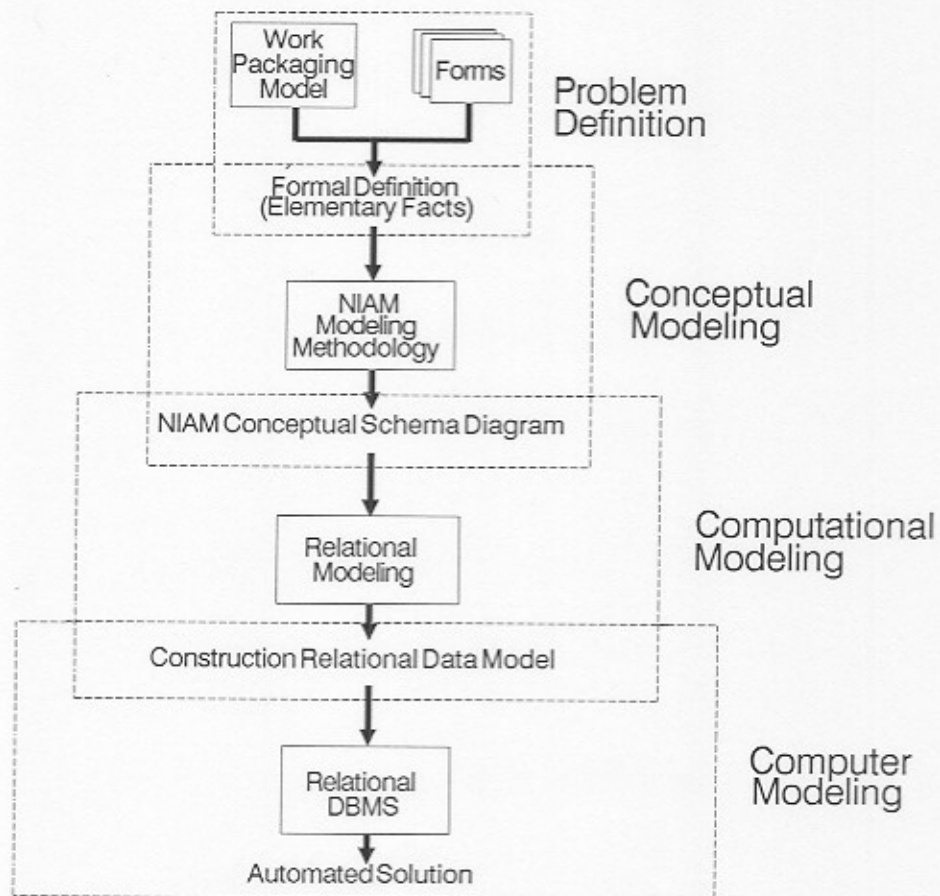 Work
Packaging
Model
Forms
Problem
Definition
Formal Definition
(Elementary Facts)
NIAM
Modeling
Methodology
Conceptual
Modeling
NIAM Conceptual Schema Diagram
Relational
Modeling
Computational
Modeling
Construction Relational Data Model
Relational
DBMS
Computer
Modeling
Automated Solution